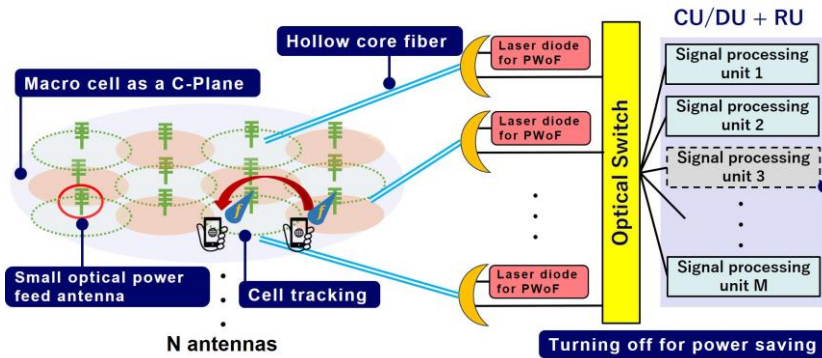 CU/DU + RU
Hollow core fiber
Laser diode
for PWoF
Macro cell as a C-Plane
Signal processing
unit 1
Laser diode
for PWoF
Signal processing
unit 2
Signal processing
unit 3
Optical Switch
Small optical power
feed antenna
Cell tracking
Laser diode
for PWoF
Signal processing
unit M
N antennas
Turning off for power saving